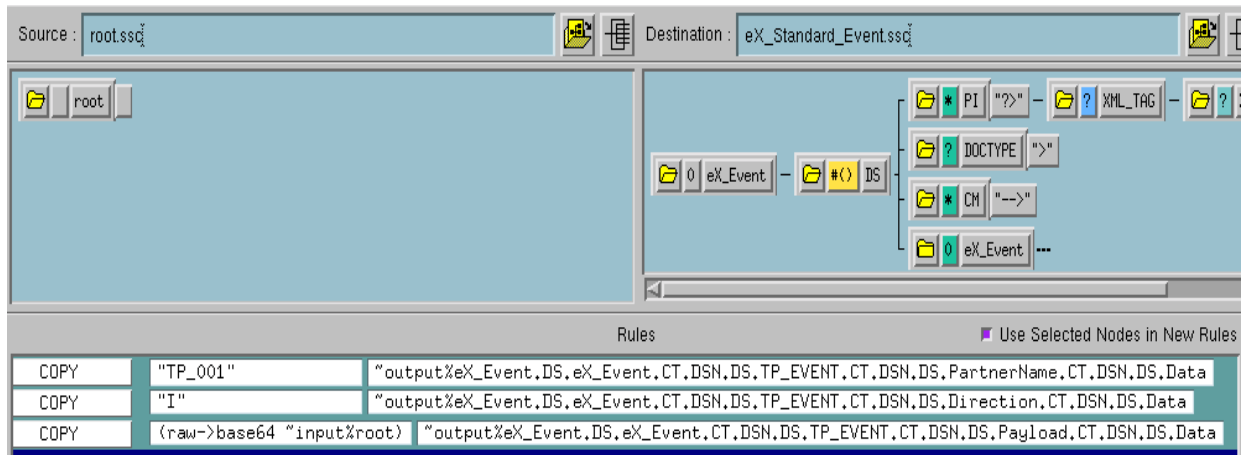 Source : root.ssc
Destination : eX_Standard_Event.ssc
root
* PI "?>" ? XML_TAG ?
? DOCTYPE ">"
0 eX_Event #() DS
* CM "-->"
0 eX_Event
Rules
Use Selected Nodes in New Rules
COPY "TP_001" ~output%eX_Event.DS.eX_Event.CT.DSN.DS.TP_EVENT.CT.DSN.DS.PartnerName.CT.DSN.DS.Data
COPY "I" ~output%eX_Event.DS.eX_Event.CT.DSN.DS.TP_EVENT.CT.DSN.DS.Direction.CT.DSN.DS.Data
COPY (raw->base64 ~input%root) ~output%eX_Event.DS.eX_Event.CT.DSN.DS.TP_EVENT.CT.DSN.DS.Payload.CT.DSN.DS.Data